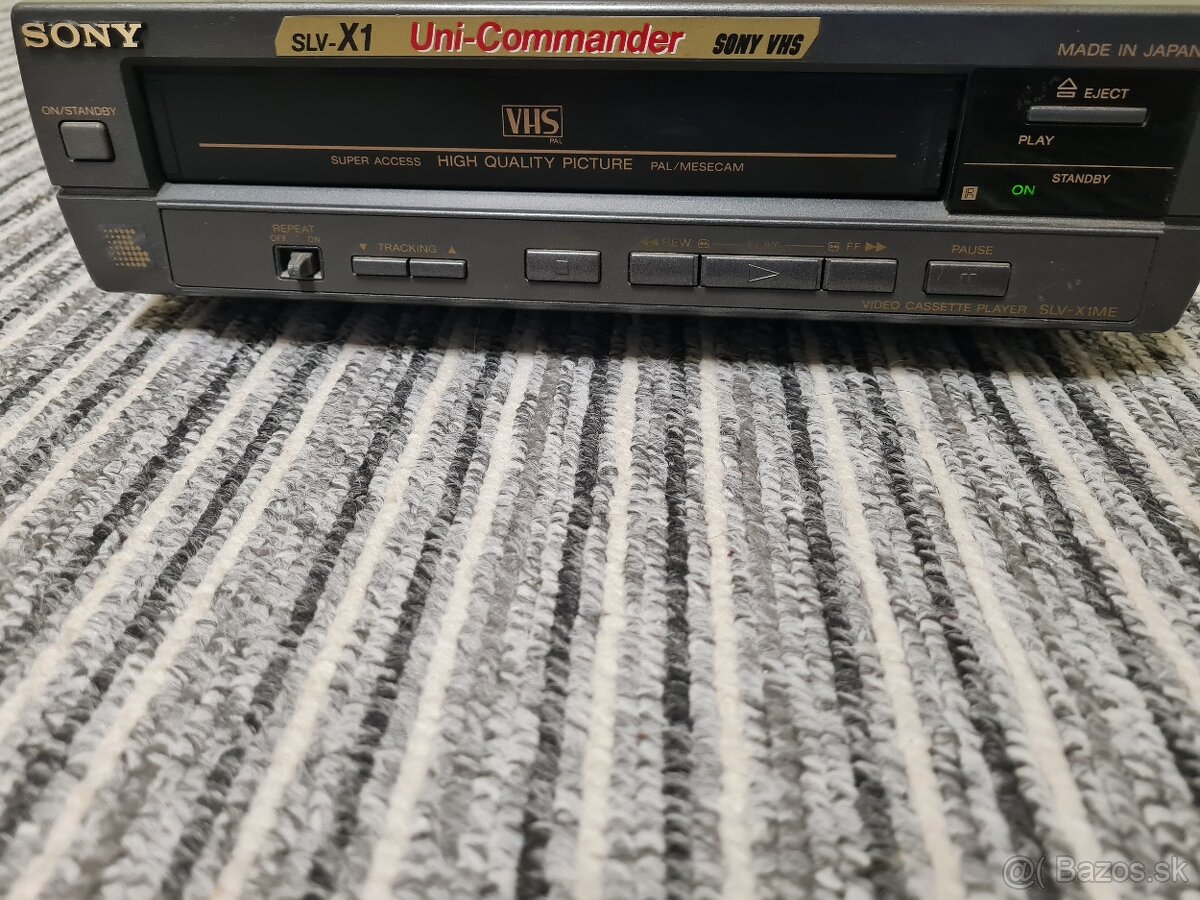 SONY
SLV-X1 Uni-Commander SONY VHS
MADE IN JAPAN
ON/STANDBY
VHS
PAL
SUPER ACCESS HIGH QUALITY PICTURE PAL/MESECAM
EJECT
PLAY
STANDBY
ON
REPEAT
OFF ON
TRACKING
REW PLAY FF
PAUSE
VIDEO CASSETTE PLAYER SLV-X1ME
Bazos.sk